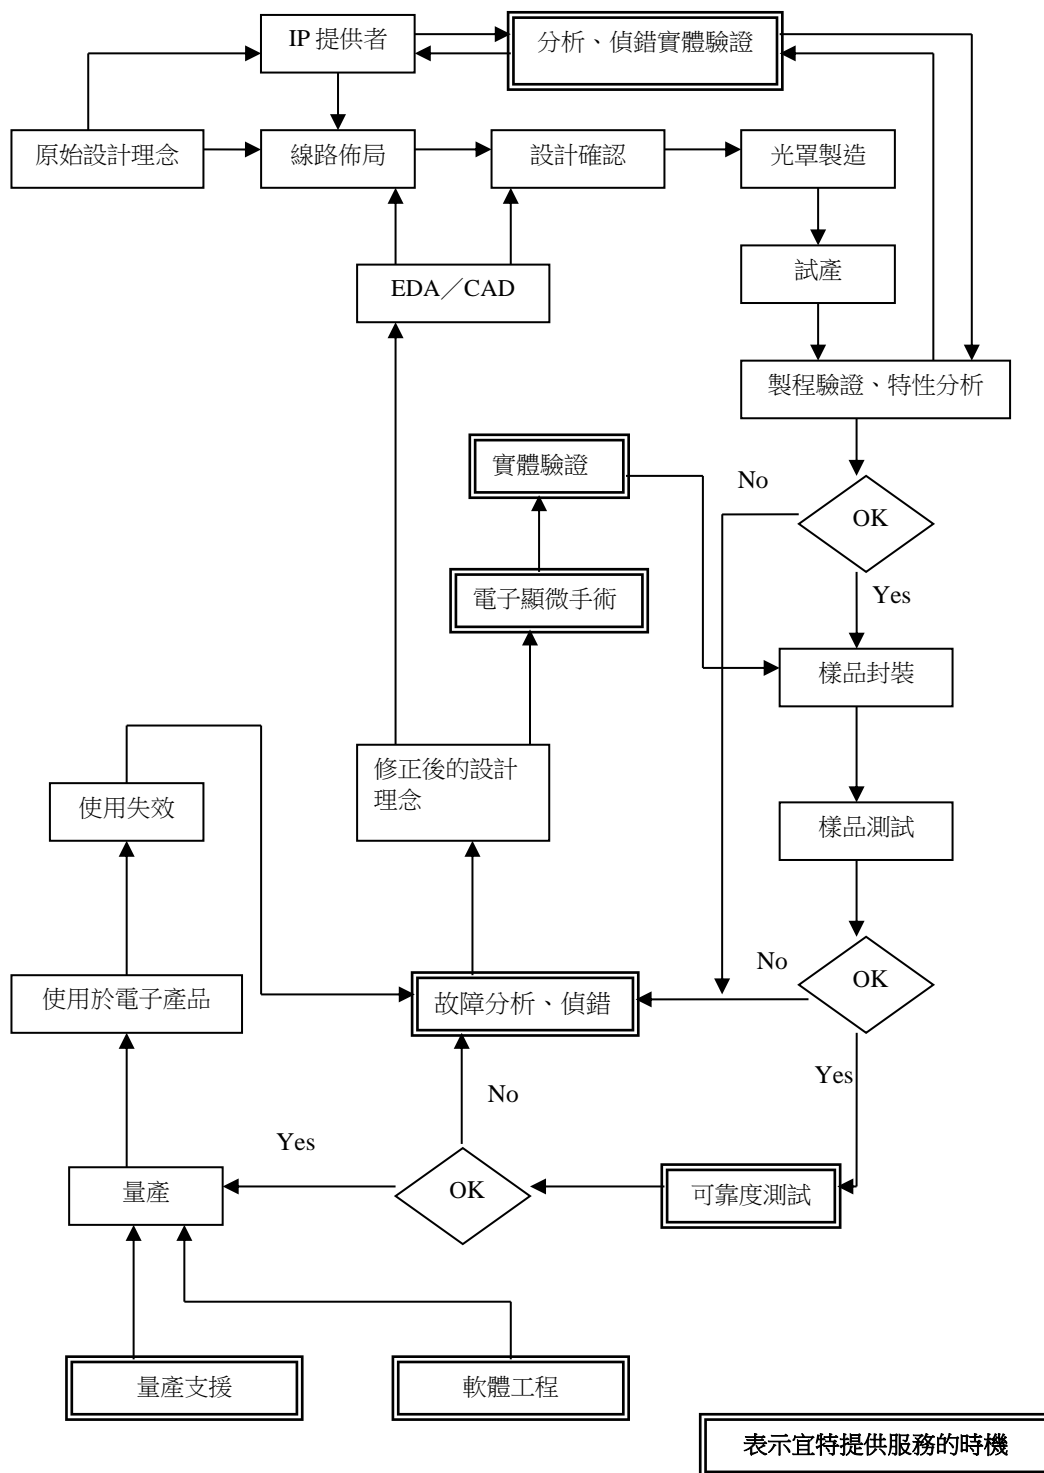 IP 提供者
分析、偵錯實體驗證
原始設計理念
線路佈局
設計確認
光罩製造
試產
EDA／CAD
製程驗證、特性分析
實體驗證
No
OK
電子顯微手術
Yes
樣品封裝
修正後的設計
理念
使用失效
樣品測試
No
OK
使用於電子產品
故障分析、偵錯
Yes
No
Yes
量產
OK
可靠度測試
量產支援
軟體工程
表示宜特提供服務的時機